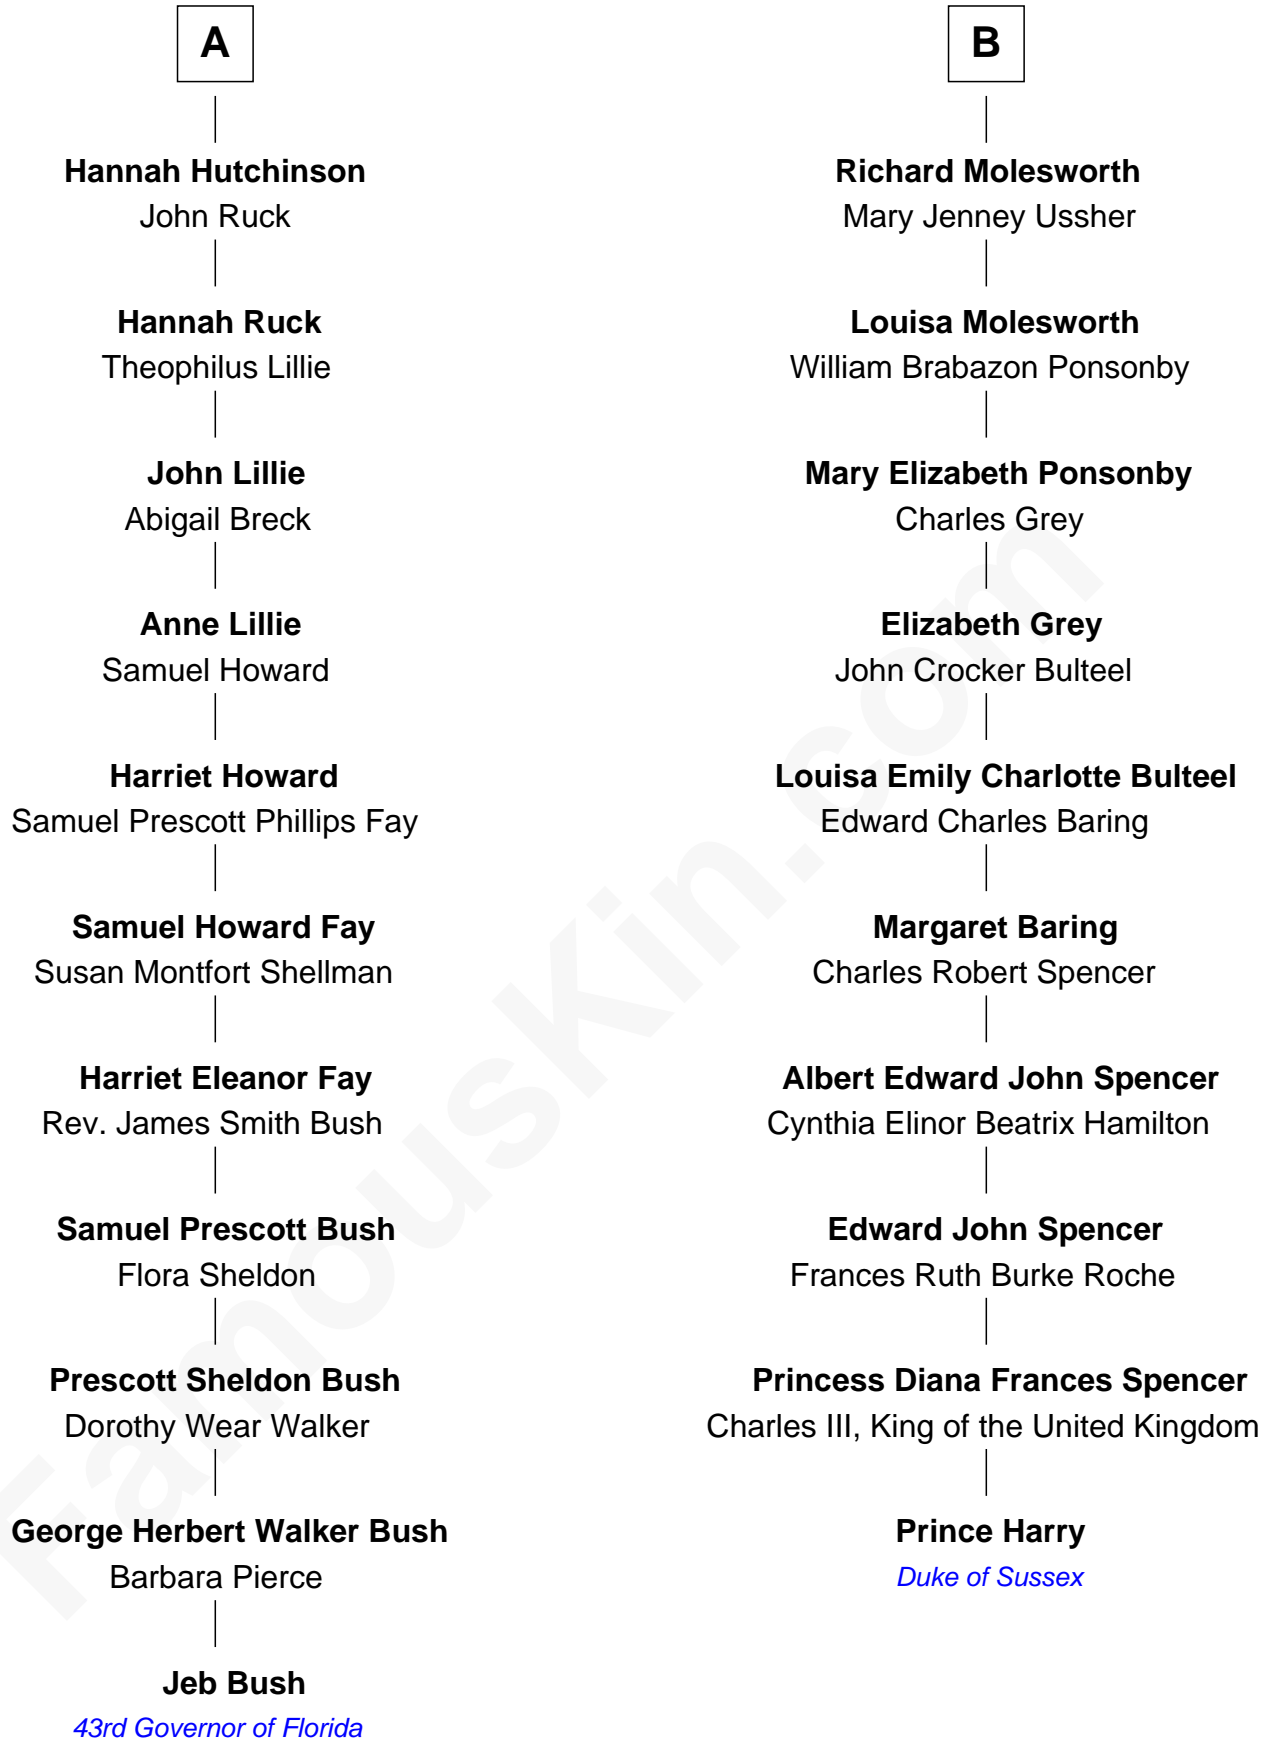 A
Hannah Hutchinson
John Ruck
Hannah Ruck
Theophilus Lillie
John Lillie
Abigail Breck
Anne Lillie
Samuel Howard
Harriet Howard
Samuel Prescott Phillips Fay
Samuel Howard Fay
Susan Montfort Shellman
Harriet Eleanor Fay
Rev. James Smith Bush
Samuel Prescott Bush
Flora Sheldon
Prescott Sheldon Bush
Dorothy Wear Walker
George Herbert Walker Bush
Barbara Pierce
Jeb Bush
43rd Governor of Florida
B
Richard Molesworth
Mary Jenney Ussher
Louisa Molesworth
William Brabazon Ponsonby
Mary Elizabeth Ponsonby
Charles Grey
Elizabeth Grey
John Crocker Bulteel
Louisa Emily Charlotte Bulteel
Edward Charles Baring
Margaret Baring
Charles Robert Spencer
Albert Edward John Spencer
Cynthia Elinor Beatrix Hamilton
Edward John Spencer
Frances Ruth Burke Roche
Princess Diana Frances Spencer
Charles III, King of the United Kingdom
Prince Harry
Duke of Sussex
FamousKin.com